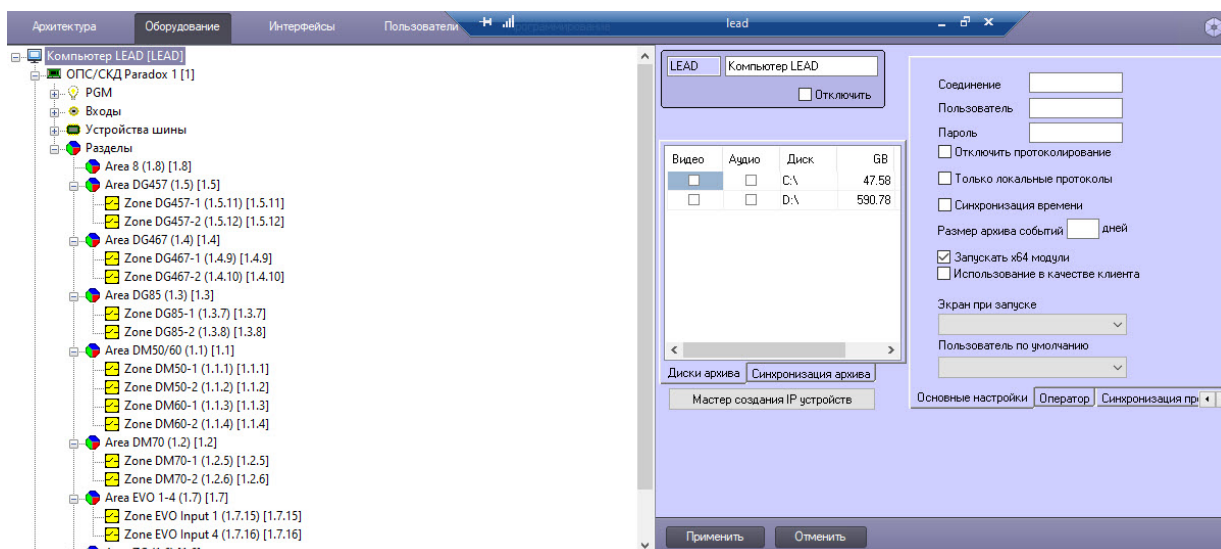 Архитектура Оборудование Интерфейсы Пользователи Программирование lead
Компьютер LEAD [LEAD]
ОПС/СКД Paradox 1 [1]
PGM
Входы
Устройства шины
Разделы
Area 8 (1.8) [1.8]
Area DG457 (1.5) [1.5]
Zone DG457-1 (1.5.11) [1.5.11]
Zone DG457-2 (1.5.12) [1.5.12]
Area DG467 (1.4) [1.4]
Zone DG467-1 (1.4.9) [1.4.9]
Zone DG467-2 (1.4.10) [1.4.10]
Area DG85 (1.3) [1.3]
Zone DG85-1 (1.3.7) [1.3.7]
Zone DG85-2 (1.3.8) [1.3.8]
Area DM50/60 (1.1) [1.1]
Zone DM50-1 (1.1.1) [1.1.1]
Zone DM50-2 (1.1.2) [1.1.2]
Zone DM60-1 (1.1.3) [1.1.3]
Zone DM60-2 (1.1.4) [1.1.4]
Area DM70 (1.2) [1.2]
Zone DM70-1 (1.2.5) [1.2.5]
Zone DM70-2 (1.2.6) [1.2.6]
Area EVO 1-4 (1.7) [1.7]
Zone EVO Input 1 (1.7.15) [1.7.15]
Zone EVO Input 4 (1.7.16) [1.7.16]
LEAD Компьютер LEAD
Отключить
Видео Аудио Диск GB
C:\ 47.58
D:\ 590.78
Диски архива Синхронизация архива
Мастер создания IP устройств
Соединение
Пользователь
Пароль
Отключить протоколирование
Только локальные протоколы
Синхронизация времени
Размер архива событий дней
Запускать x64 модули
Использование в качестве клиента
Экран при запуске
Пользователь по умолчанию
Основные настройки Оператор Синхронизация
Применить Отменить